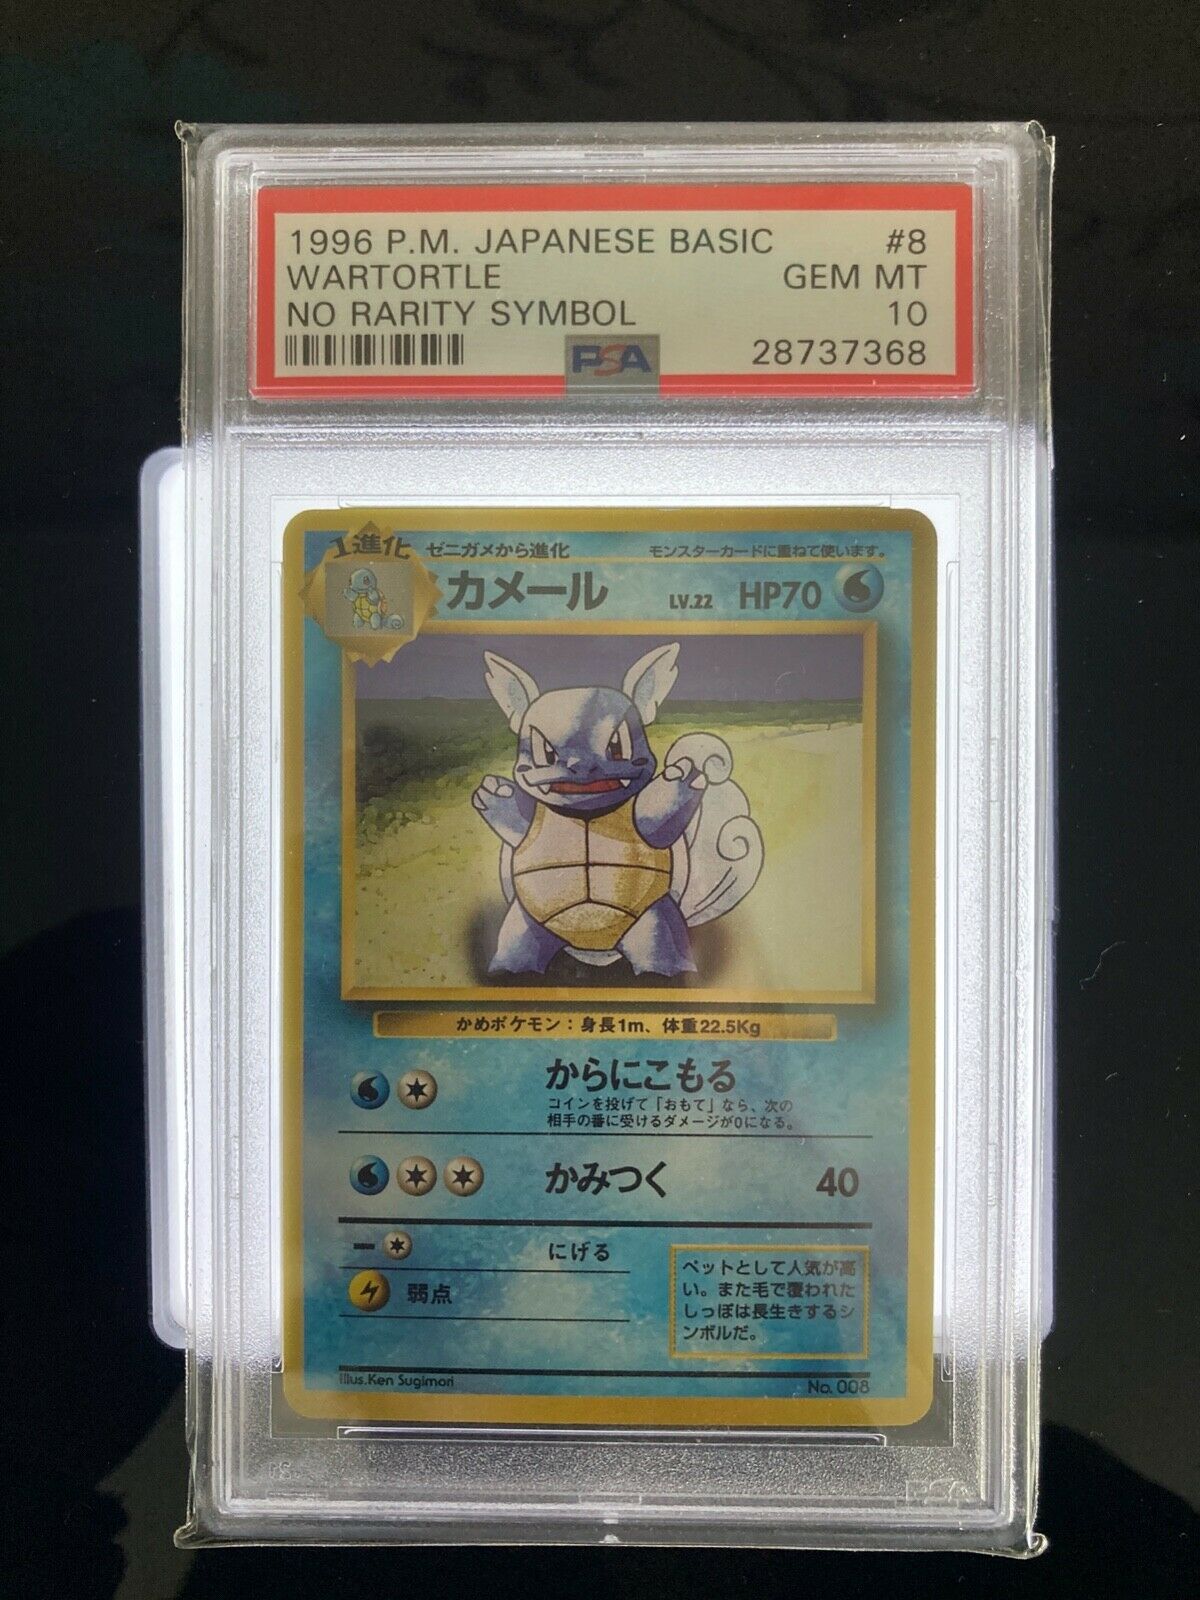 1996 P.M. JAPANESE BASIC #8
WARTORTLE GEM MT
NO RARITY SYMBOL 10
PSA 28737368
1進化 ゼニガメから進化 モンスターカードに重ねて使います。
カメール LV.22 HP70
かめポケモン：身長1m、体重22.5Kg
からにこもる
コインを投げて「おもて」なら、次の
相手の番に受けるダメージが0になる。
かみつく 40
にげる
弱点
ペットとして人気が高
い。また毛で覆われた
しっぽは長生きするシ
ンボルだ。
Illus.Ken Sugimori No. 008